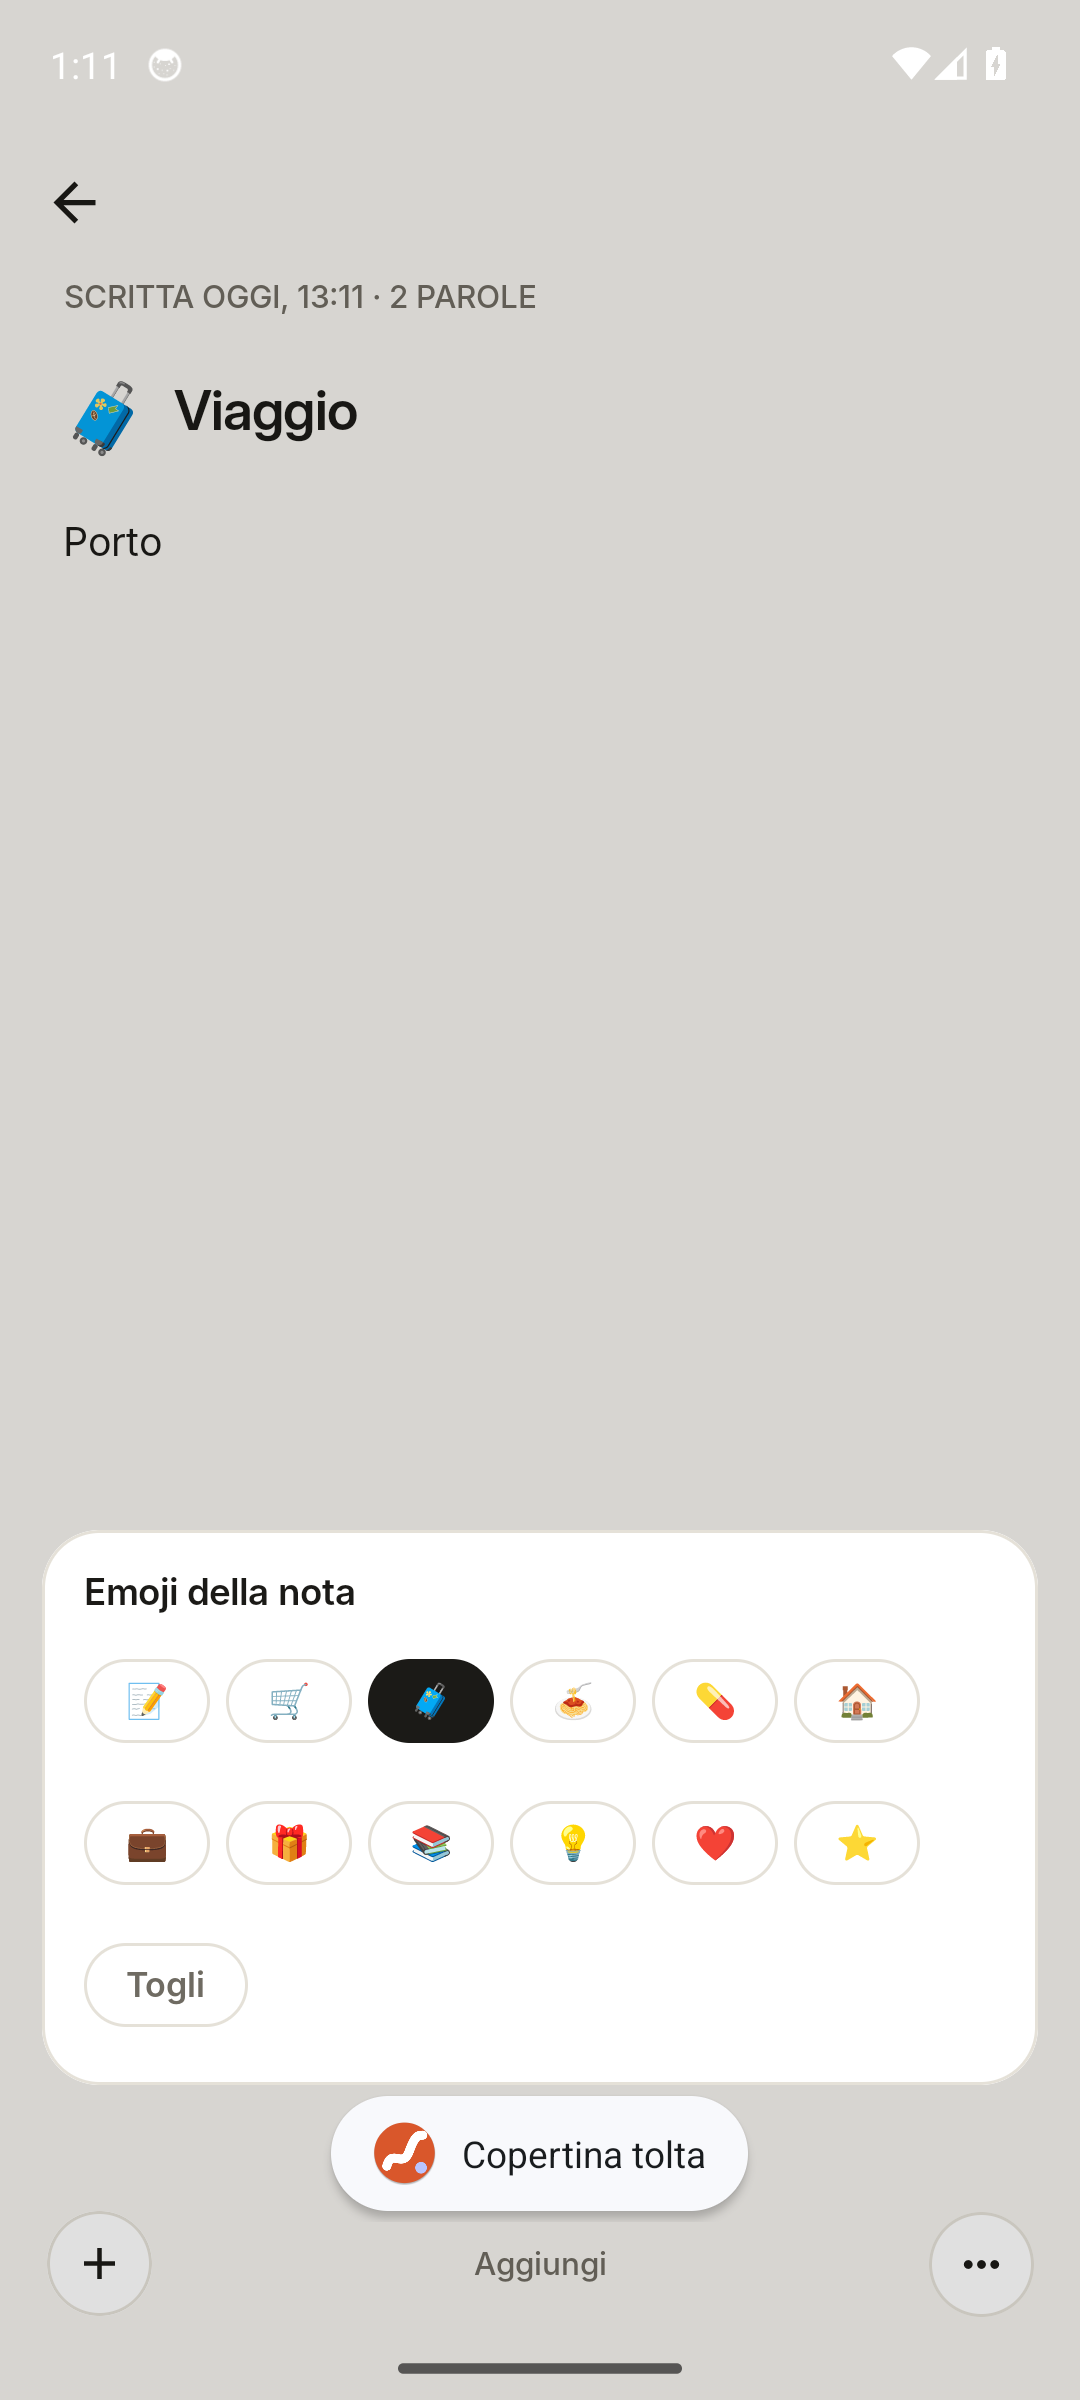 1:11
SCRITTA OGGI, 13:11 · 2 PAROLE
Viaggio
Porto
Emoji della nota
Togli
Copertina tolta
Aggiungi